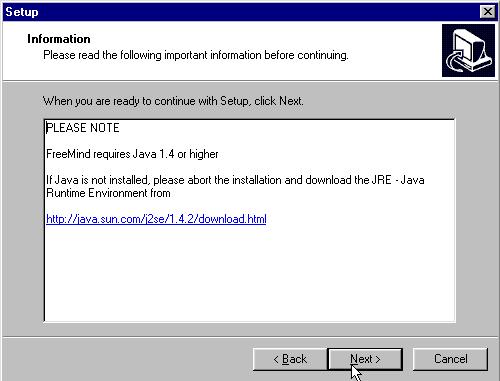 Setup
Information
Please read the following important information before continuing.
When you are ready to continue with Setup, click Next.
PLEASE NOTE
FreeMind requires Java 1.4 or higher
If Java is not installed, please abort the installation and download the JRE - Java
Runtime Environment from
http://java.sun.com/j2se/1.4.2/download.html
< Back
Next >
Cancel